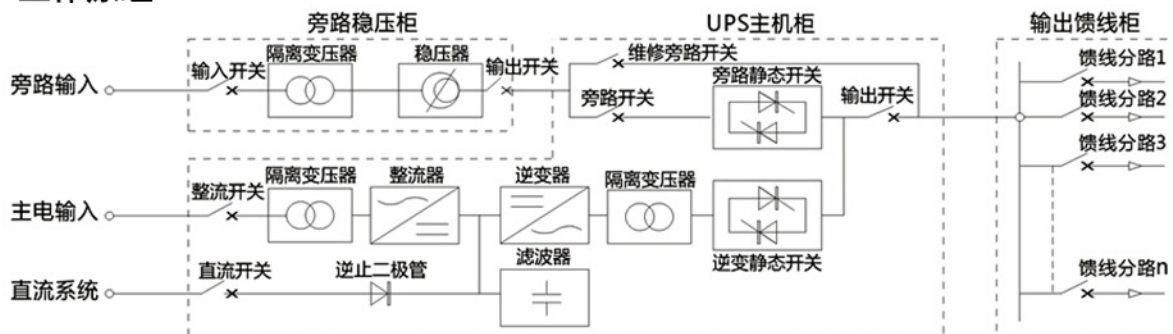 旁路稳压柜
UPS主机柜
输出馈线柜
旁路输入
输入开关
隔离变压器
稳压器
输出开关
维修旁路开关
旁路静态开关
旁路开关
输出开关
馈线分路1
馈线分路2
馈线分路3
馈线分路n
主电输入
整流开关
隔离变压器
整流器
逆变器
隔离变压器
逆变静态开关
直流系统
直流开关
逆止二极管
滤波器